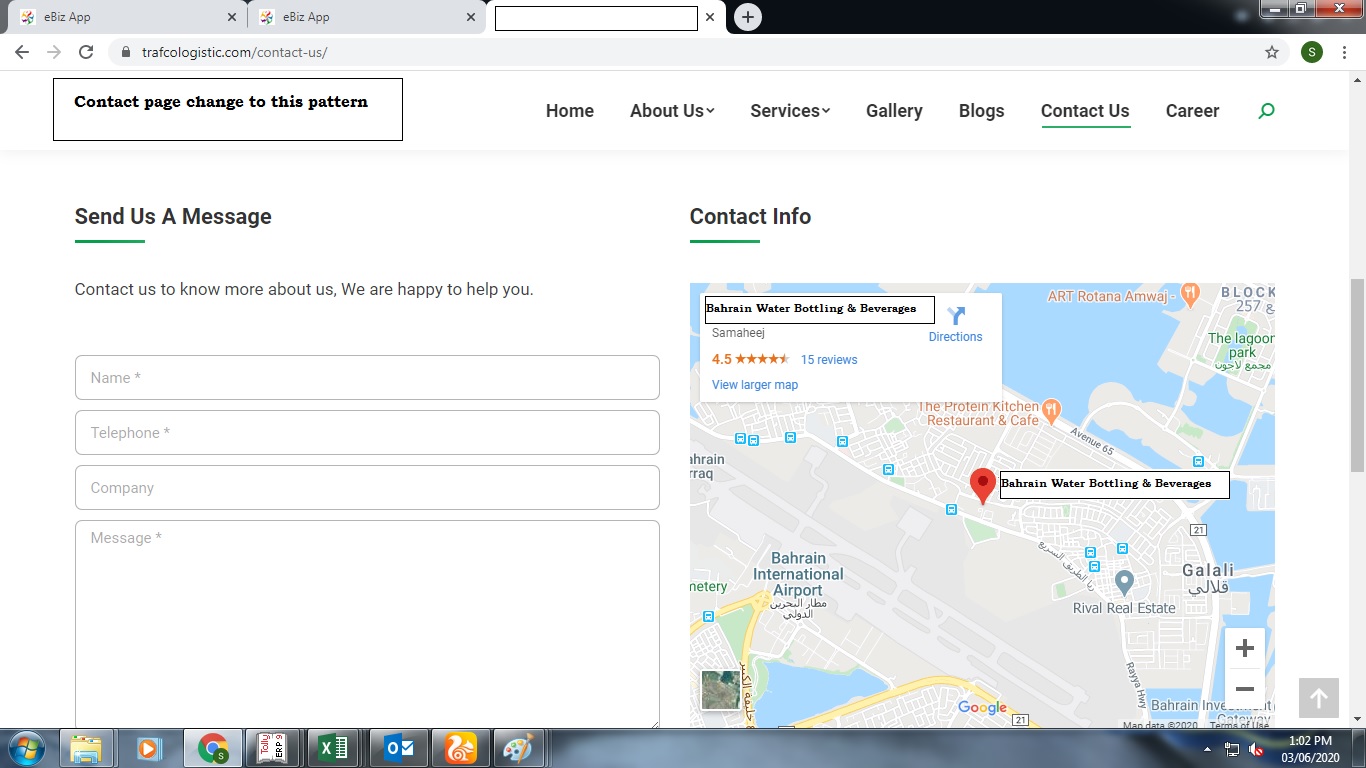 eBiz App
eBiz App
trafcologistic.com/contact-us/
S
Contact page change to this pattern
Home
About Us
Services
Gallery
Blogs
Contact Us
Career
Send Us A Message
Contact us to know more about us, We are happy to help you.
Name *
Telephone *
Company
Message *
Contact Info
Bahrain Water Bottling & Beverages
Samaheej
4.5
15 reviews
View larger map
Directions
ART Rotana Amwaj -
BLOCK
257 ع
The lagoon
park
مجمع لاجون
The Protein Kitchen
Restaurant & Cafe
Avenue 65
ahrain
rraq
Bahrain Water Bottling & Beverages
21
Bahrain
International
Airport
مطار البحرين
الدولي
Galali
قلالي
Rival Real Estate
metery
Rayya Hwy
Google
21
Bahrain Investment
Gateway
Map data ©2020
Terms of Use
Tally
ERP 9
S
1:02 PM
03/06/2020